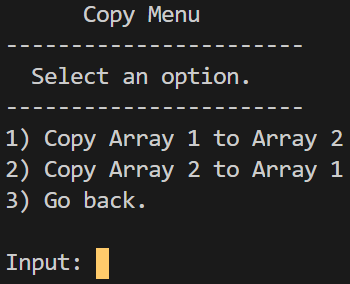 Copy Menu
------------------------
Select an option.
------------------------
1) Copy Array 1 to Array 2
2) Copy Array 2 to Array 1
3) Go back.
Input: